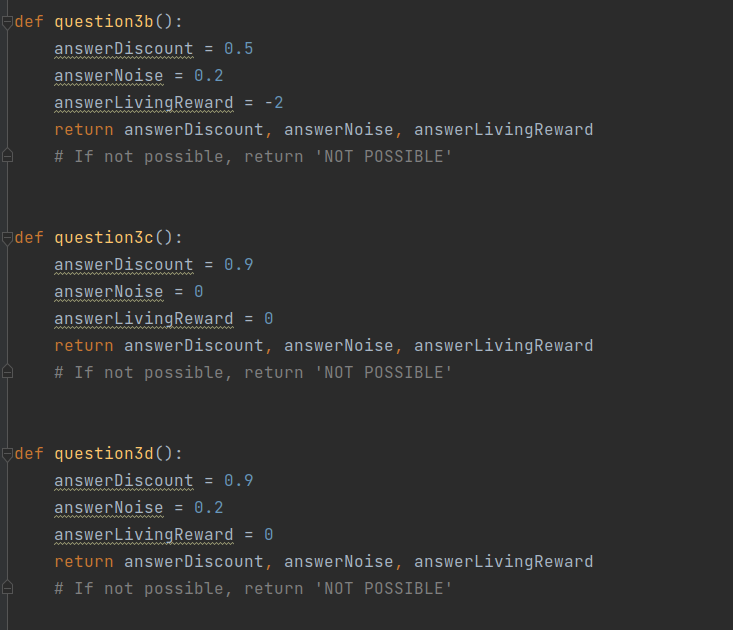 def question3b():
    answerDiscount = 0.5
    answerNoise = 0.2
    answerLivingReward = -2
    return answerDiscount, answerNoise, answerLivingReward
    # If not possible, return 'NOT POSSIBLE'
def question3c():
    answerDiscount = 0.9
    answerNoise = 0
    answerLivingReward = 0
    return answerDiscount, answerNoise, answerLivingReward
    # If not possible, return 'NOT POSSIBLE'
def question3d():
    answerDiscount = 0.9
    answerNoise = 0.2
    answerLivingReward = 0
    return answerDiscount, answerNoise, answerLivingReward
    # If not possible, return 'NOT POSSIBLE'